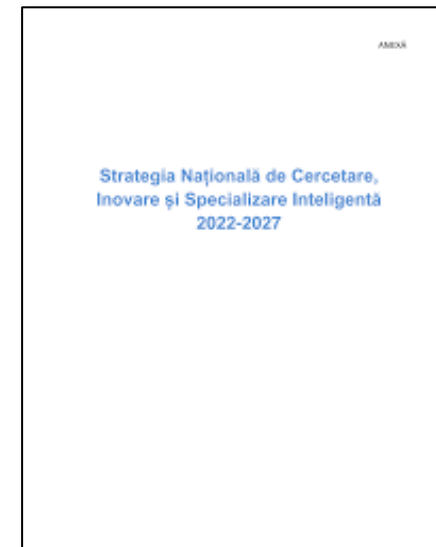 ANEXĂ
Strategia Națională de Cercetare,
Inovare și Specializare Inteligentă
2022-2027